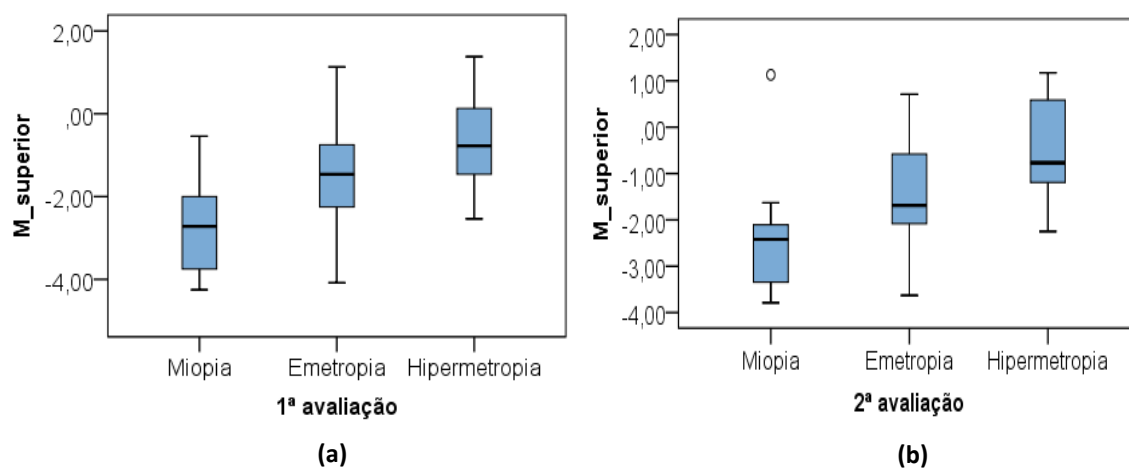 2,00
,00
-2,00
-4,00
M_superior
Miopia Emetropia Hipermetropia
1ª avaliação
(a)
2,00
1,00
,00
-1,00
-2,00
-3,00
-4,00
M_superior
Miopia Emetropia Hipermetropia
2ª avaliação
(b)